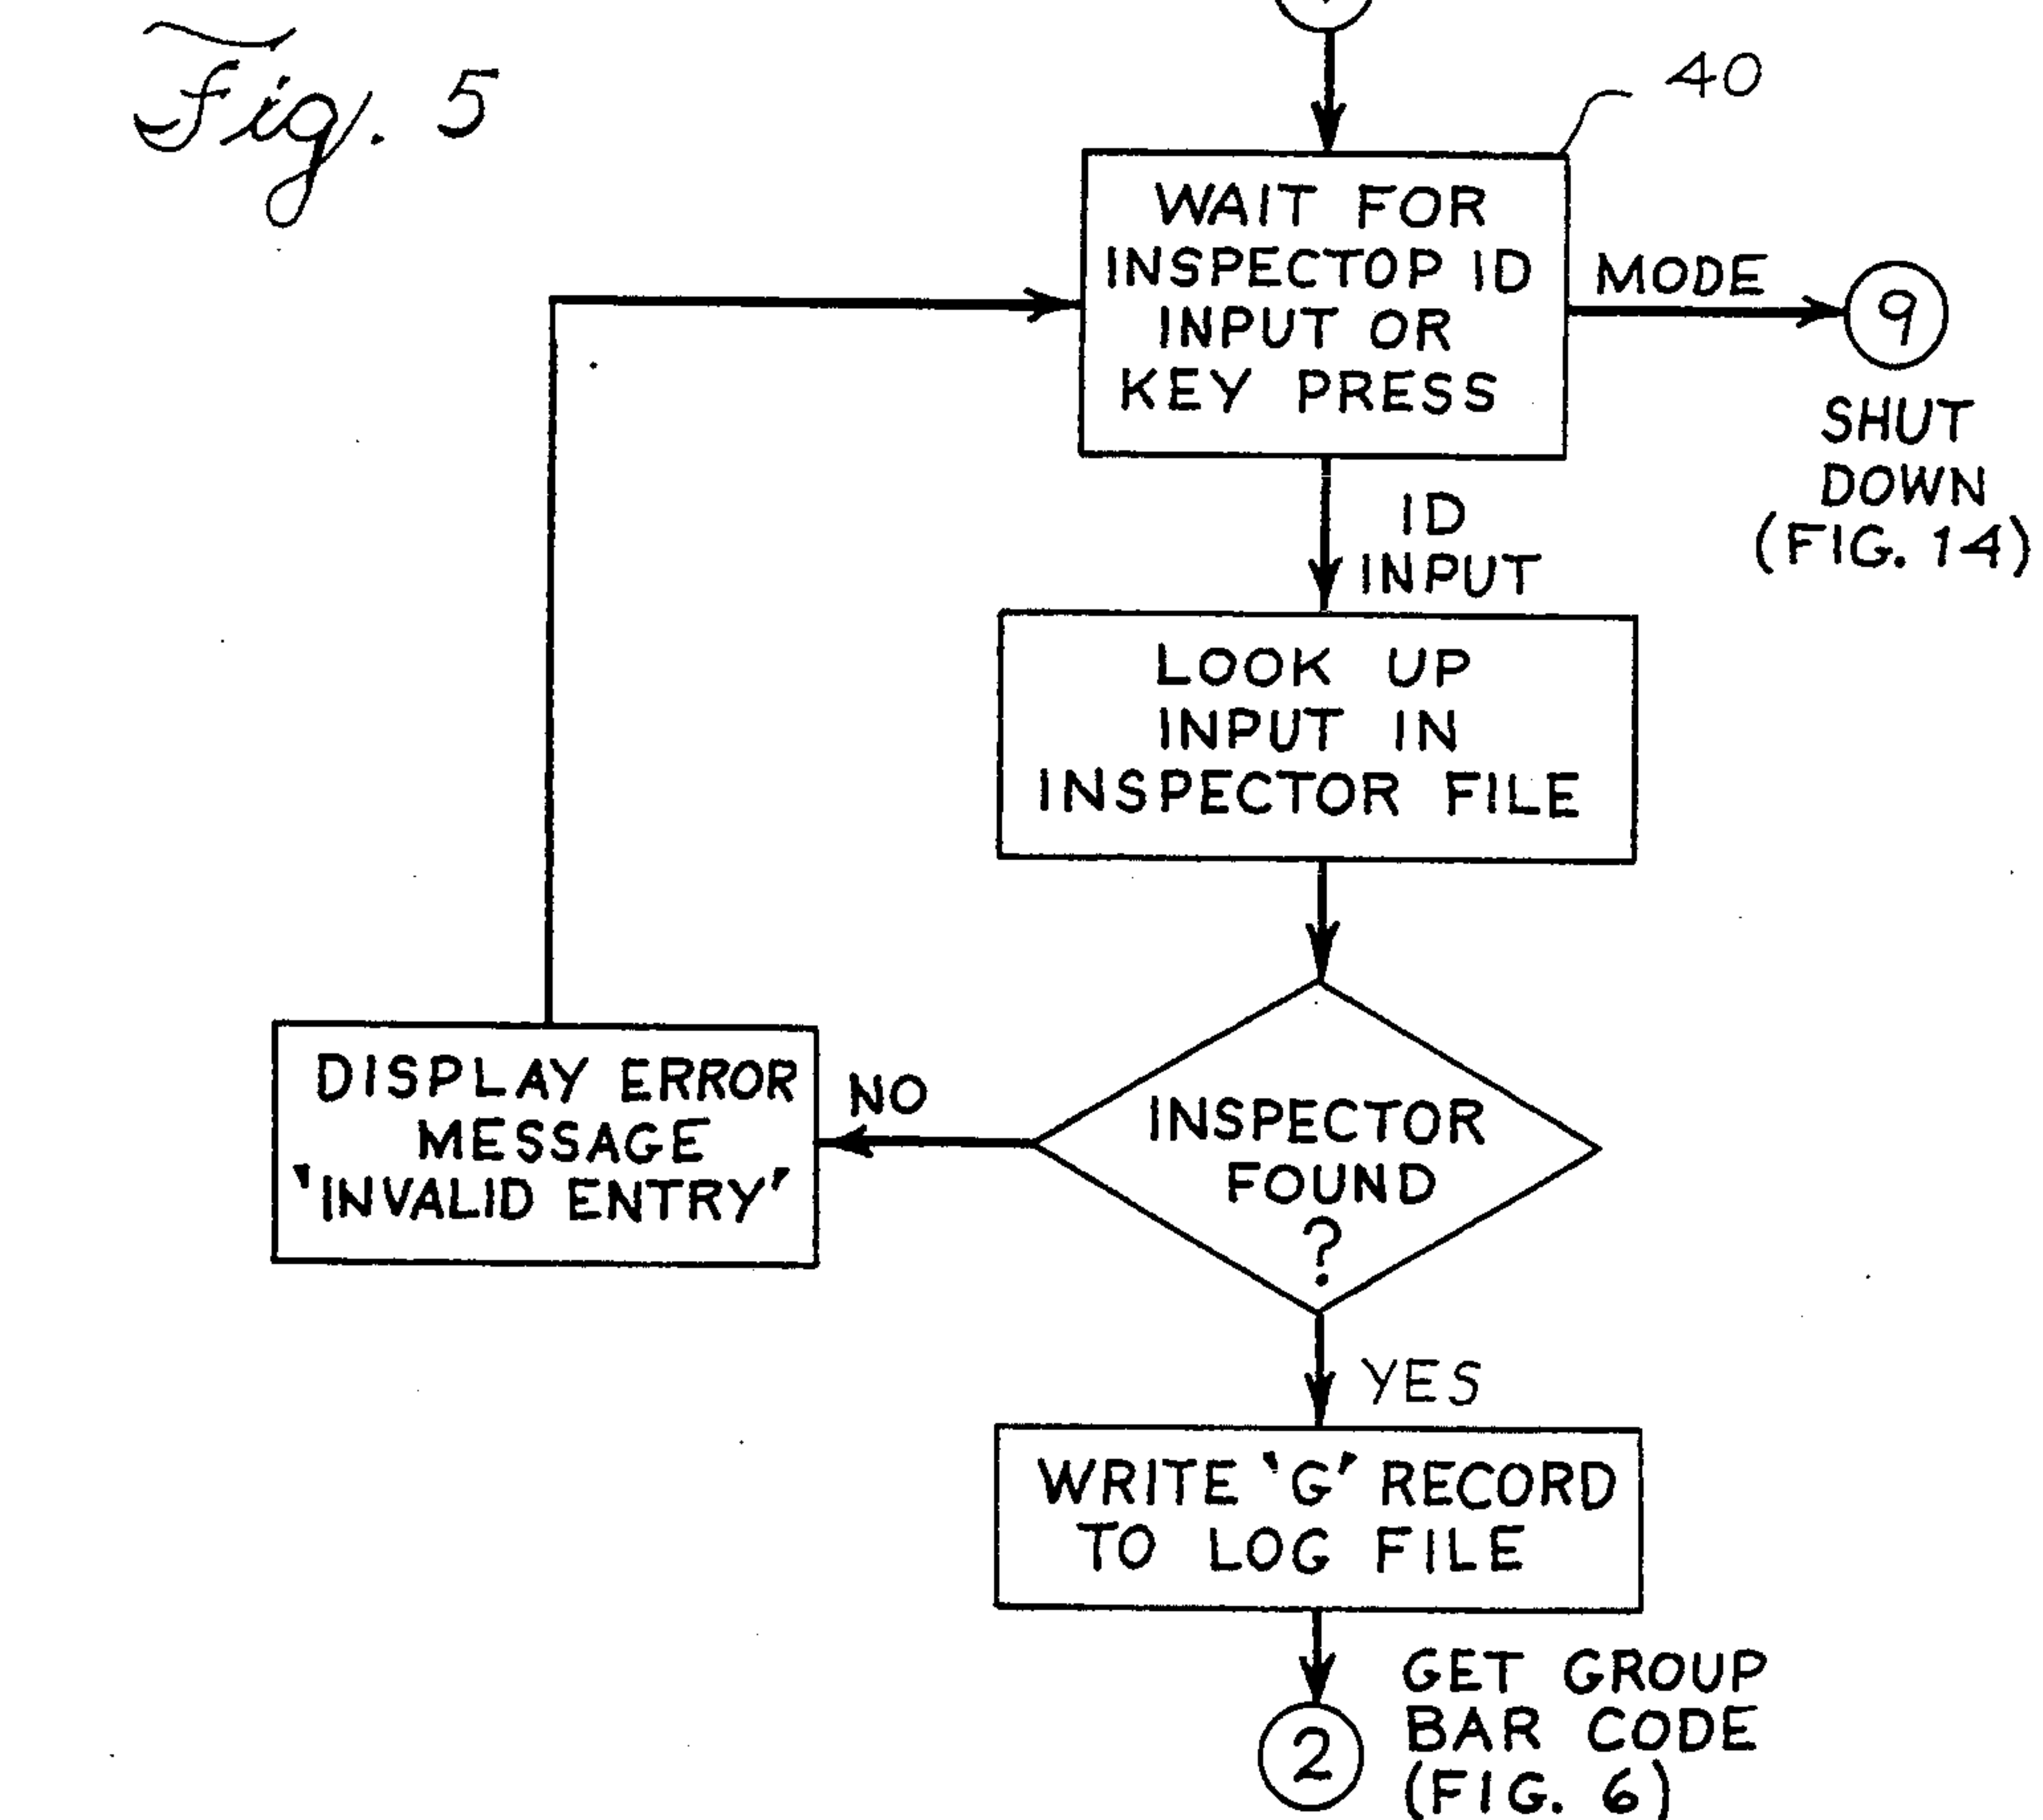 Fig. 5
40
WAIT FOR
INSPECTOP ID
INPUT OR
KEY PRESS
MODE
9
SHUT
DOWN
(FIG. 14)
ID
INPUT
LOOK UP
INPUT IN
INSPECTOR FILE
INSPECTOR
FOUND
?
NO
DISPLAY ERROR
MESSAGE
'INVALID ENTRY'
YES
WRITE 'G' RECORD
TO LOG FILE
2
GET GROUP
BAR CODE
(FIG. 6)